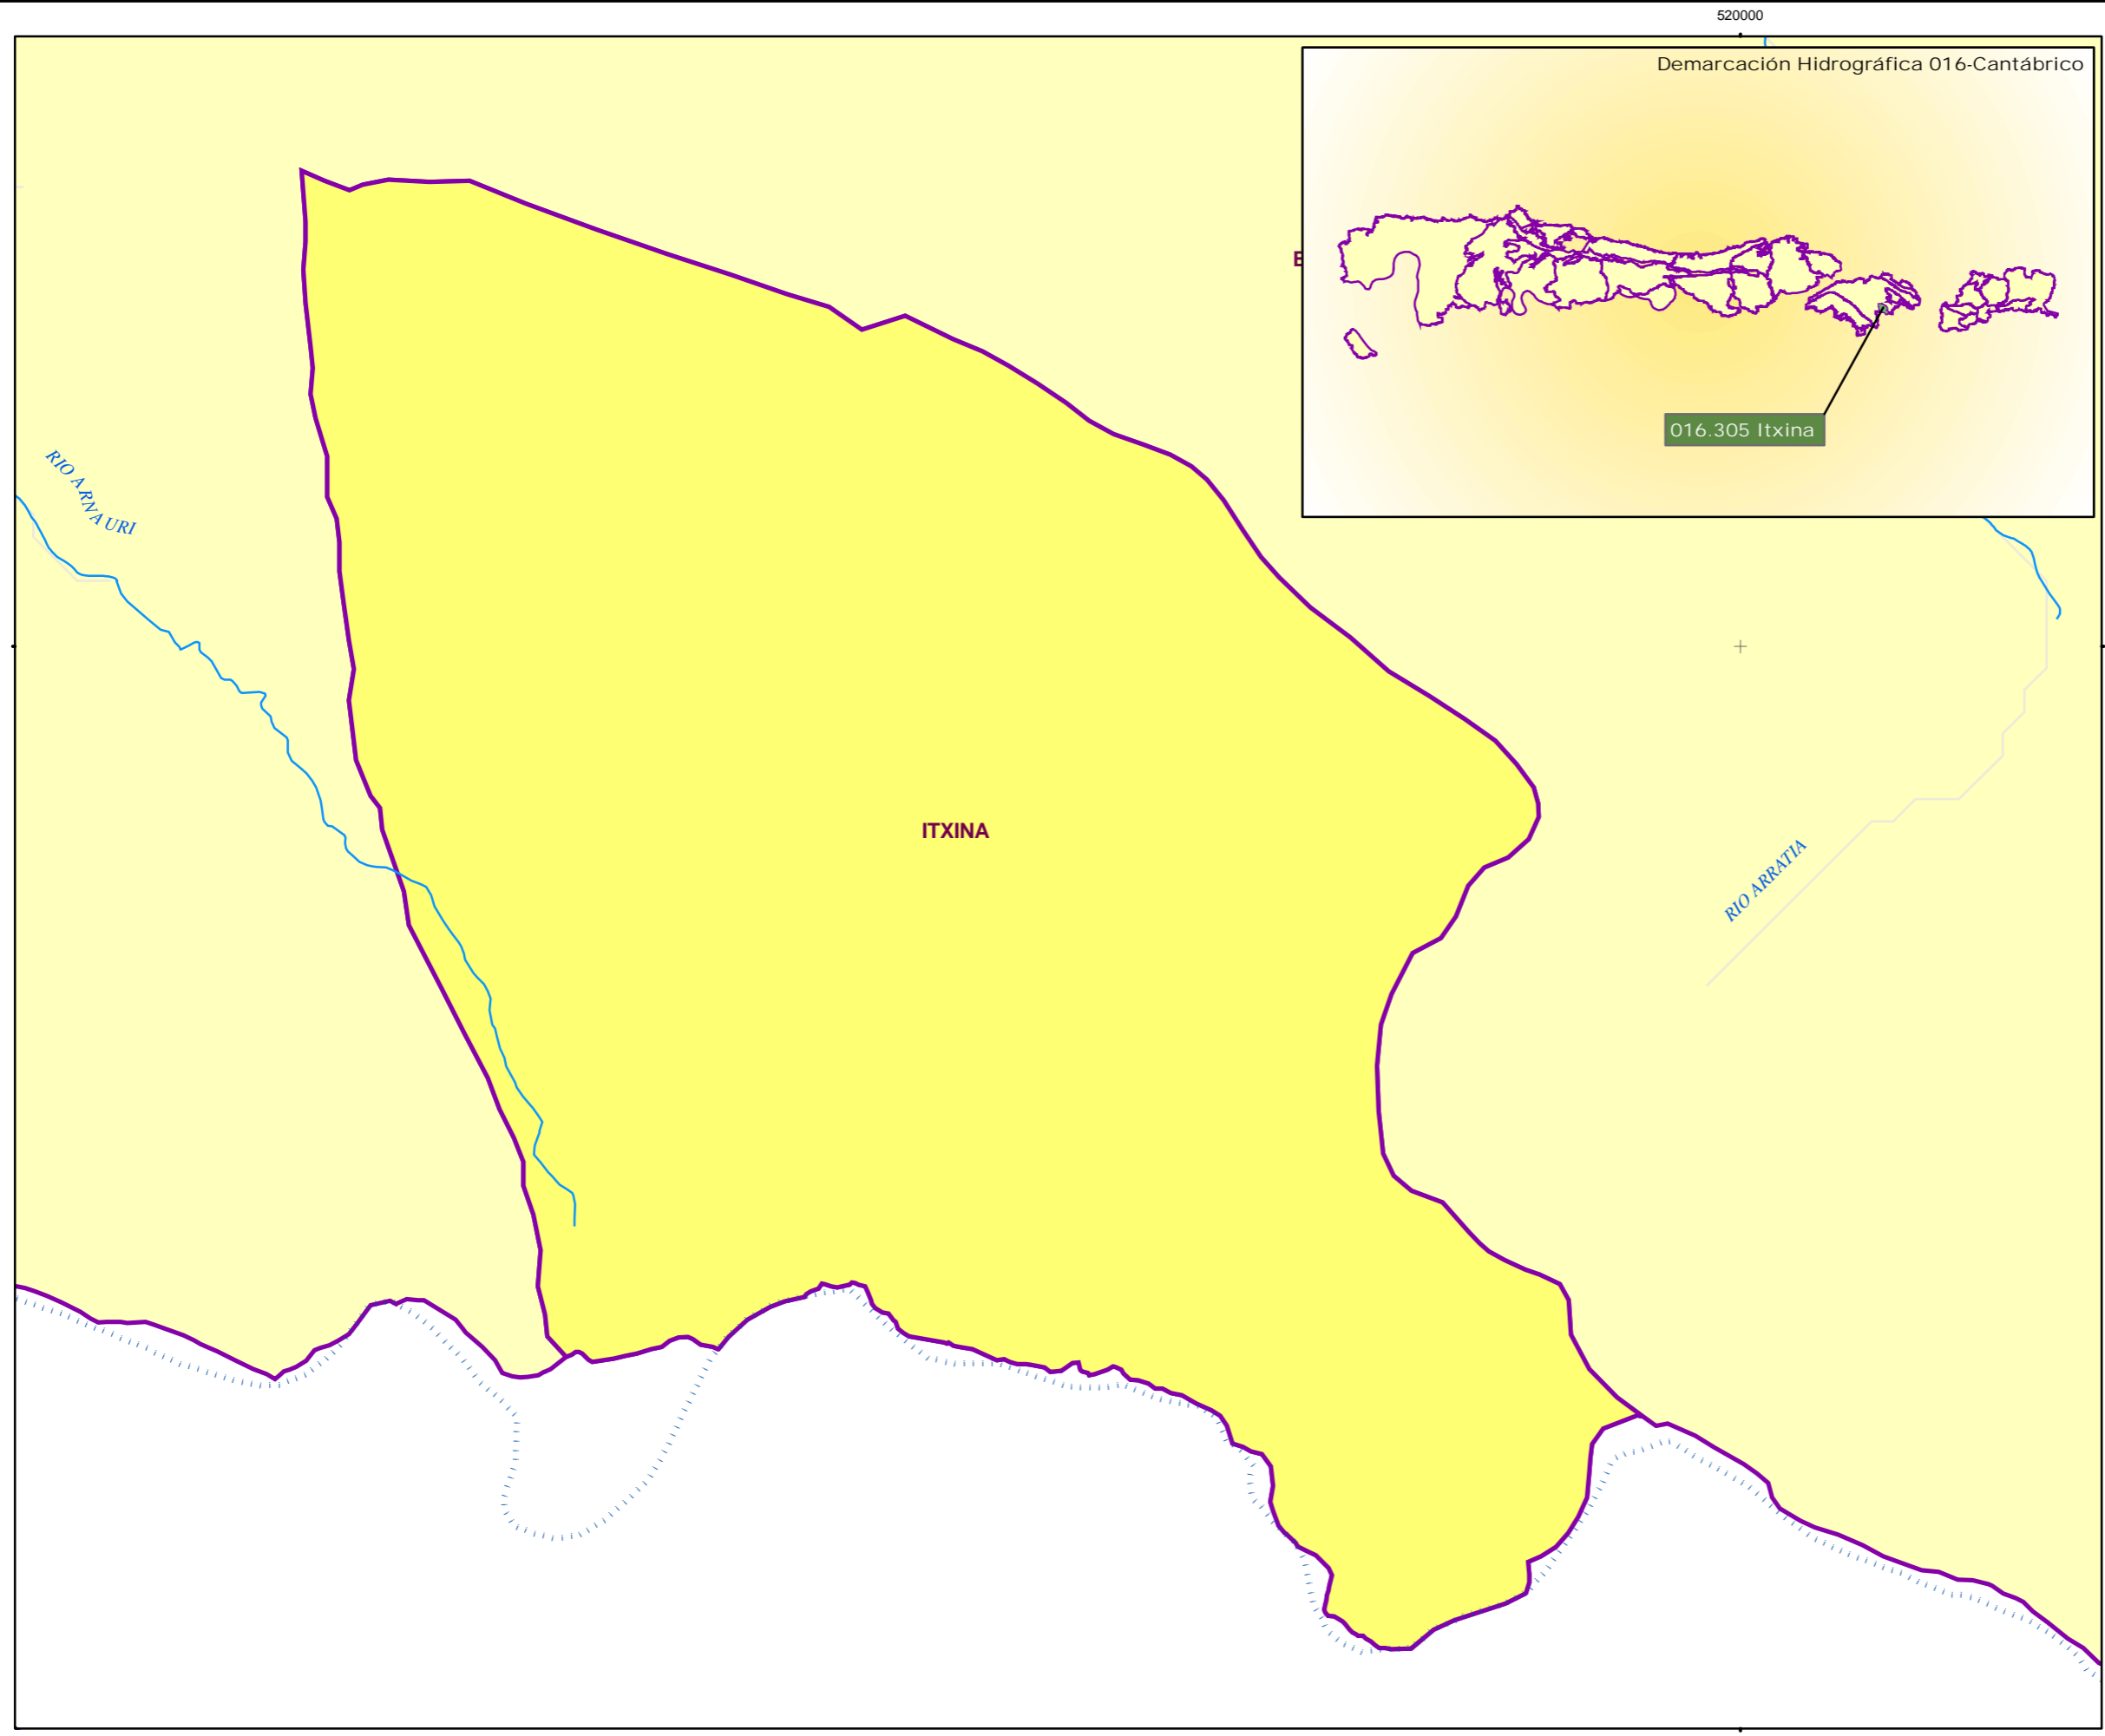 520000
Demarcación Hidrográfica 016-Cantábrico
016.305 Itxina
RIO ARNAURI
ITXINA
RIO ARRATIA